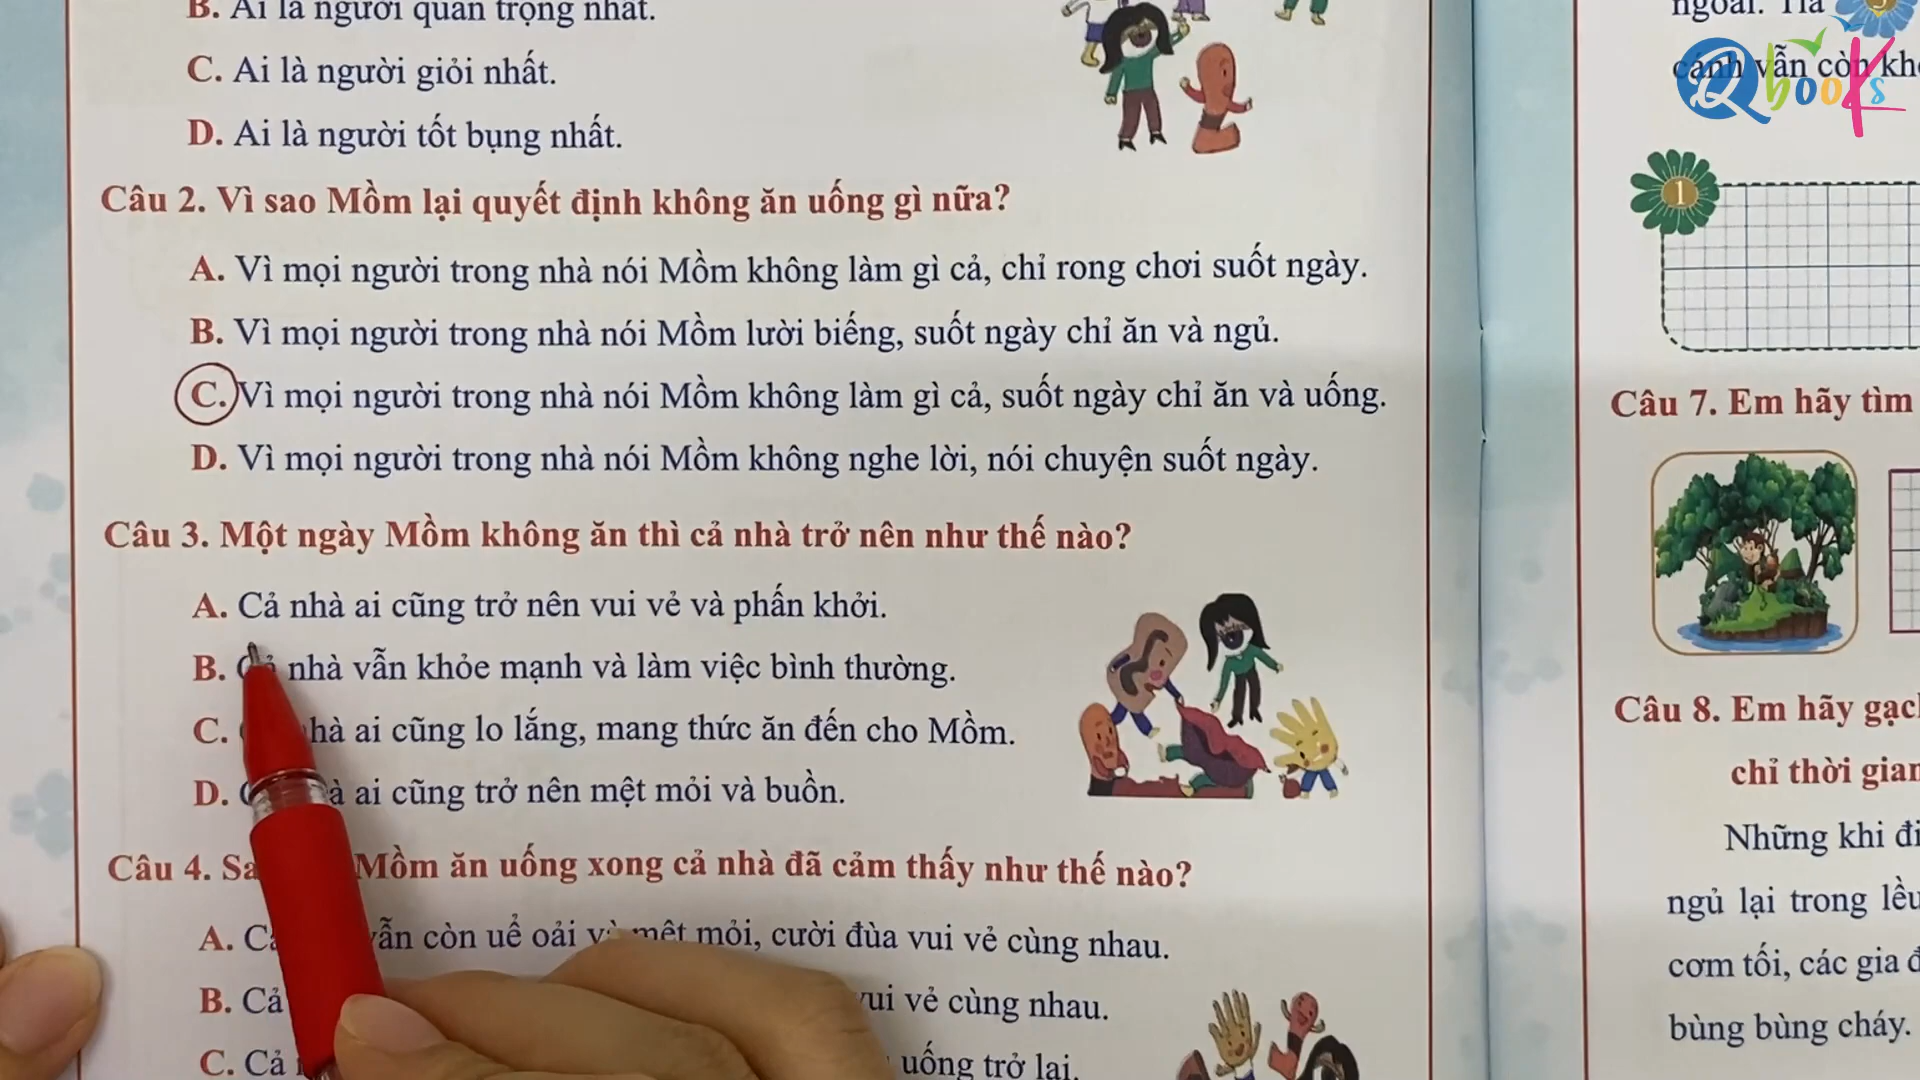 B. Ai là người quan trọng nhất.
C. Ai là người giỏi nhất.
D. Ai là người tốt bụng nhất.
Câu 2. Vì sao Mồm lại quyết định không ăn uống gì nữa?
A. Vì mọi người trong nhà nói Mồm không làm gì cả, chỉ rong chơi suốt ngày.
B. Vì mọi người trong nhà nói Mồm lười biếng, suốt ngày chỉ ăn và ngủ.
C. Vì mọi người trong nhà nói Mồm không làm gì cả, suốt ngày chỉ ăn và uống.
D. Vì mọi người trong nhà nói Mồm không nghe lời, nói chuyện suốt ngày.
Câu 3. Một ngày Mồm không ăn thì cả nhà trở nên như thế nào?
A. Cả nhà ai cũng trở nên vui vẻ và phấn khởi.
B. nhà vẫn khỏe mạnh và làm việc bình thường.
C. ai cũng lo lắng, mang thức ăn đến cho Mồm.
D. ai cũng trở nên mệt mỏi và buồn.
Câu 4. Mồm ăn uống xong cả nhà đã cảm thấy như thế nào?
A. còn uể oải và mệt mỏi, cười đùa vui vẻ cùng nhau.
B. Cả vui vẻ cùng nhau.
C. Cả uống trở lại.
ngoài.
cánh vẫn còn
Qbooks
1
Câu 7. Em hãy tìm
Câu 8. Em hãy gạch
chỉ thời gian
Những khi đi
ngủ lại trong lều
cơm tối, các gia
bùng bùng cháy.